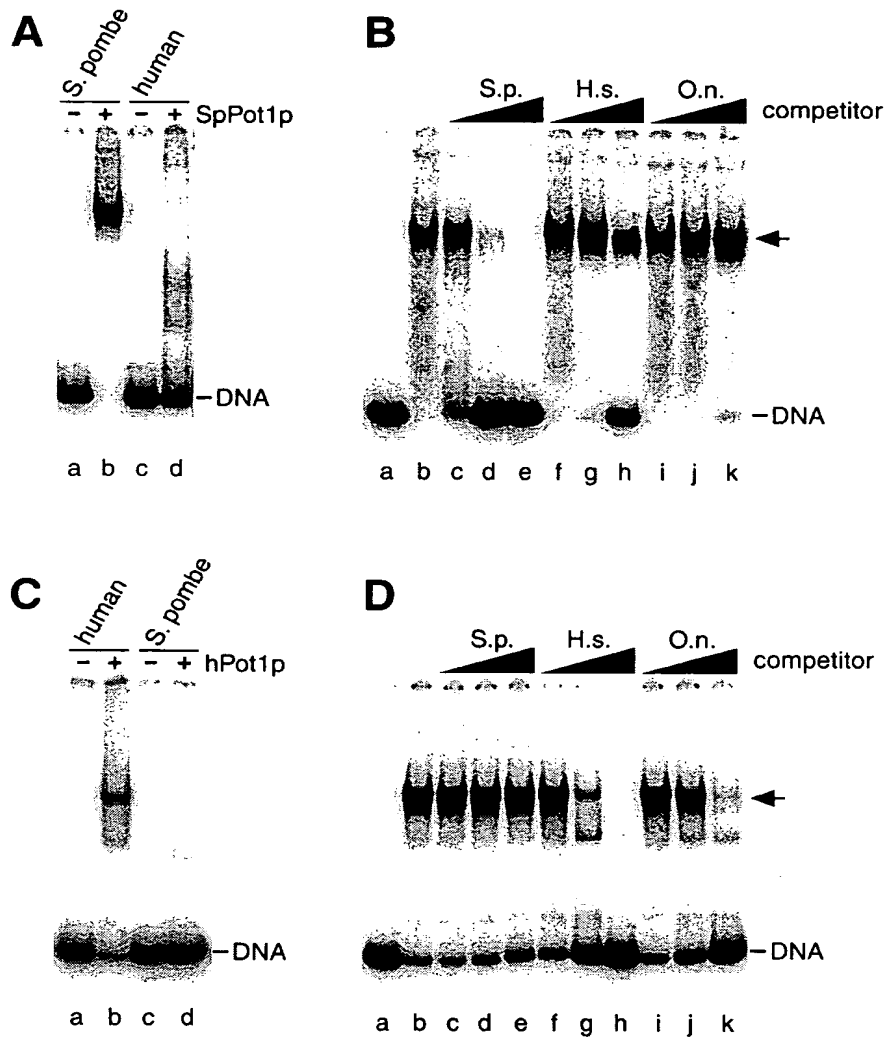 A
S. pombe
human
− + − + SpPot1p
DNA
a b c d
B
S.p. H.s. O.n.
competitor
DNA
a b c d e f g h i j k
C
human
S. pombe
− + − + hPot1p
DNA
a b c d
D
S.p. H.s. O.n.
competitor
DNA
a b c d e f g h i j k